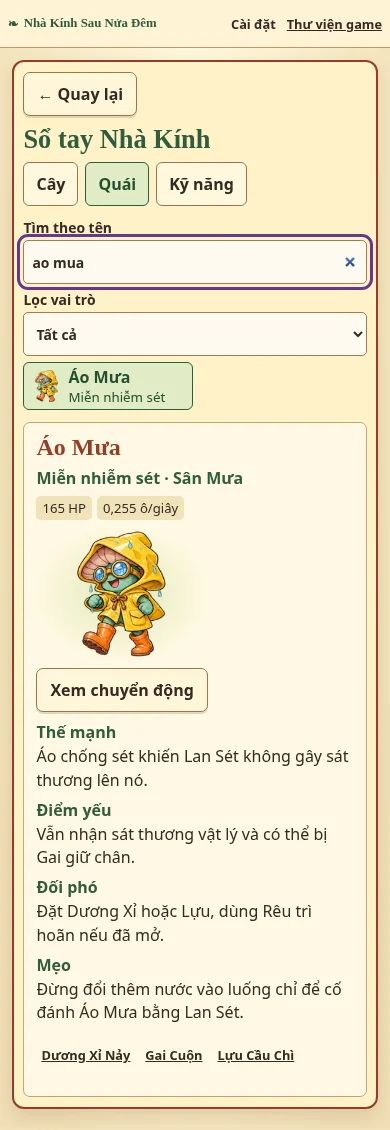 ❧ Nhà Kính Sau Nửa Đêm
Cài đặt Thư viện game
← Quay lại
Sổ tay Nhà Kính
Cây Quái Kỹ năng
Tìm theo tên
ao mua
Lọc vai trò
Tất cả
Áo Mưa
Miễn nhiễm sét
Áo Mưa
Miễn nhiễm sét · Sân Mưa
165 HP 0,255 ô/giây
Xem chuyển động
Thế mạnh
Áo chống sét khiến Lan Sét không gây sát
thương lên nó.
Điểm yếu
Vẫn nhận sát thương vật lý và có thể bị
Gai giữ chân.
Đối phó
Đặt Dương Xỉ hoặc Lựu, dùng Rêu trì
hoãn nếu đã mở.
Mẹo
Đừng đổi thêm nước vào luống chỉ để cố
đánh Áo Mưa bằng Lan Sét.
Dương Xỉ Nảy Gai Cuộn Lựu Cầu Chì